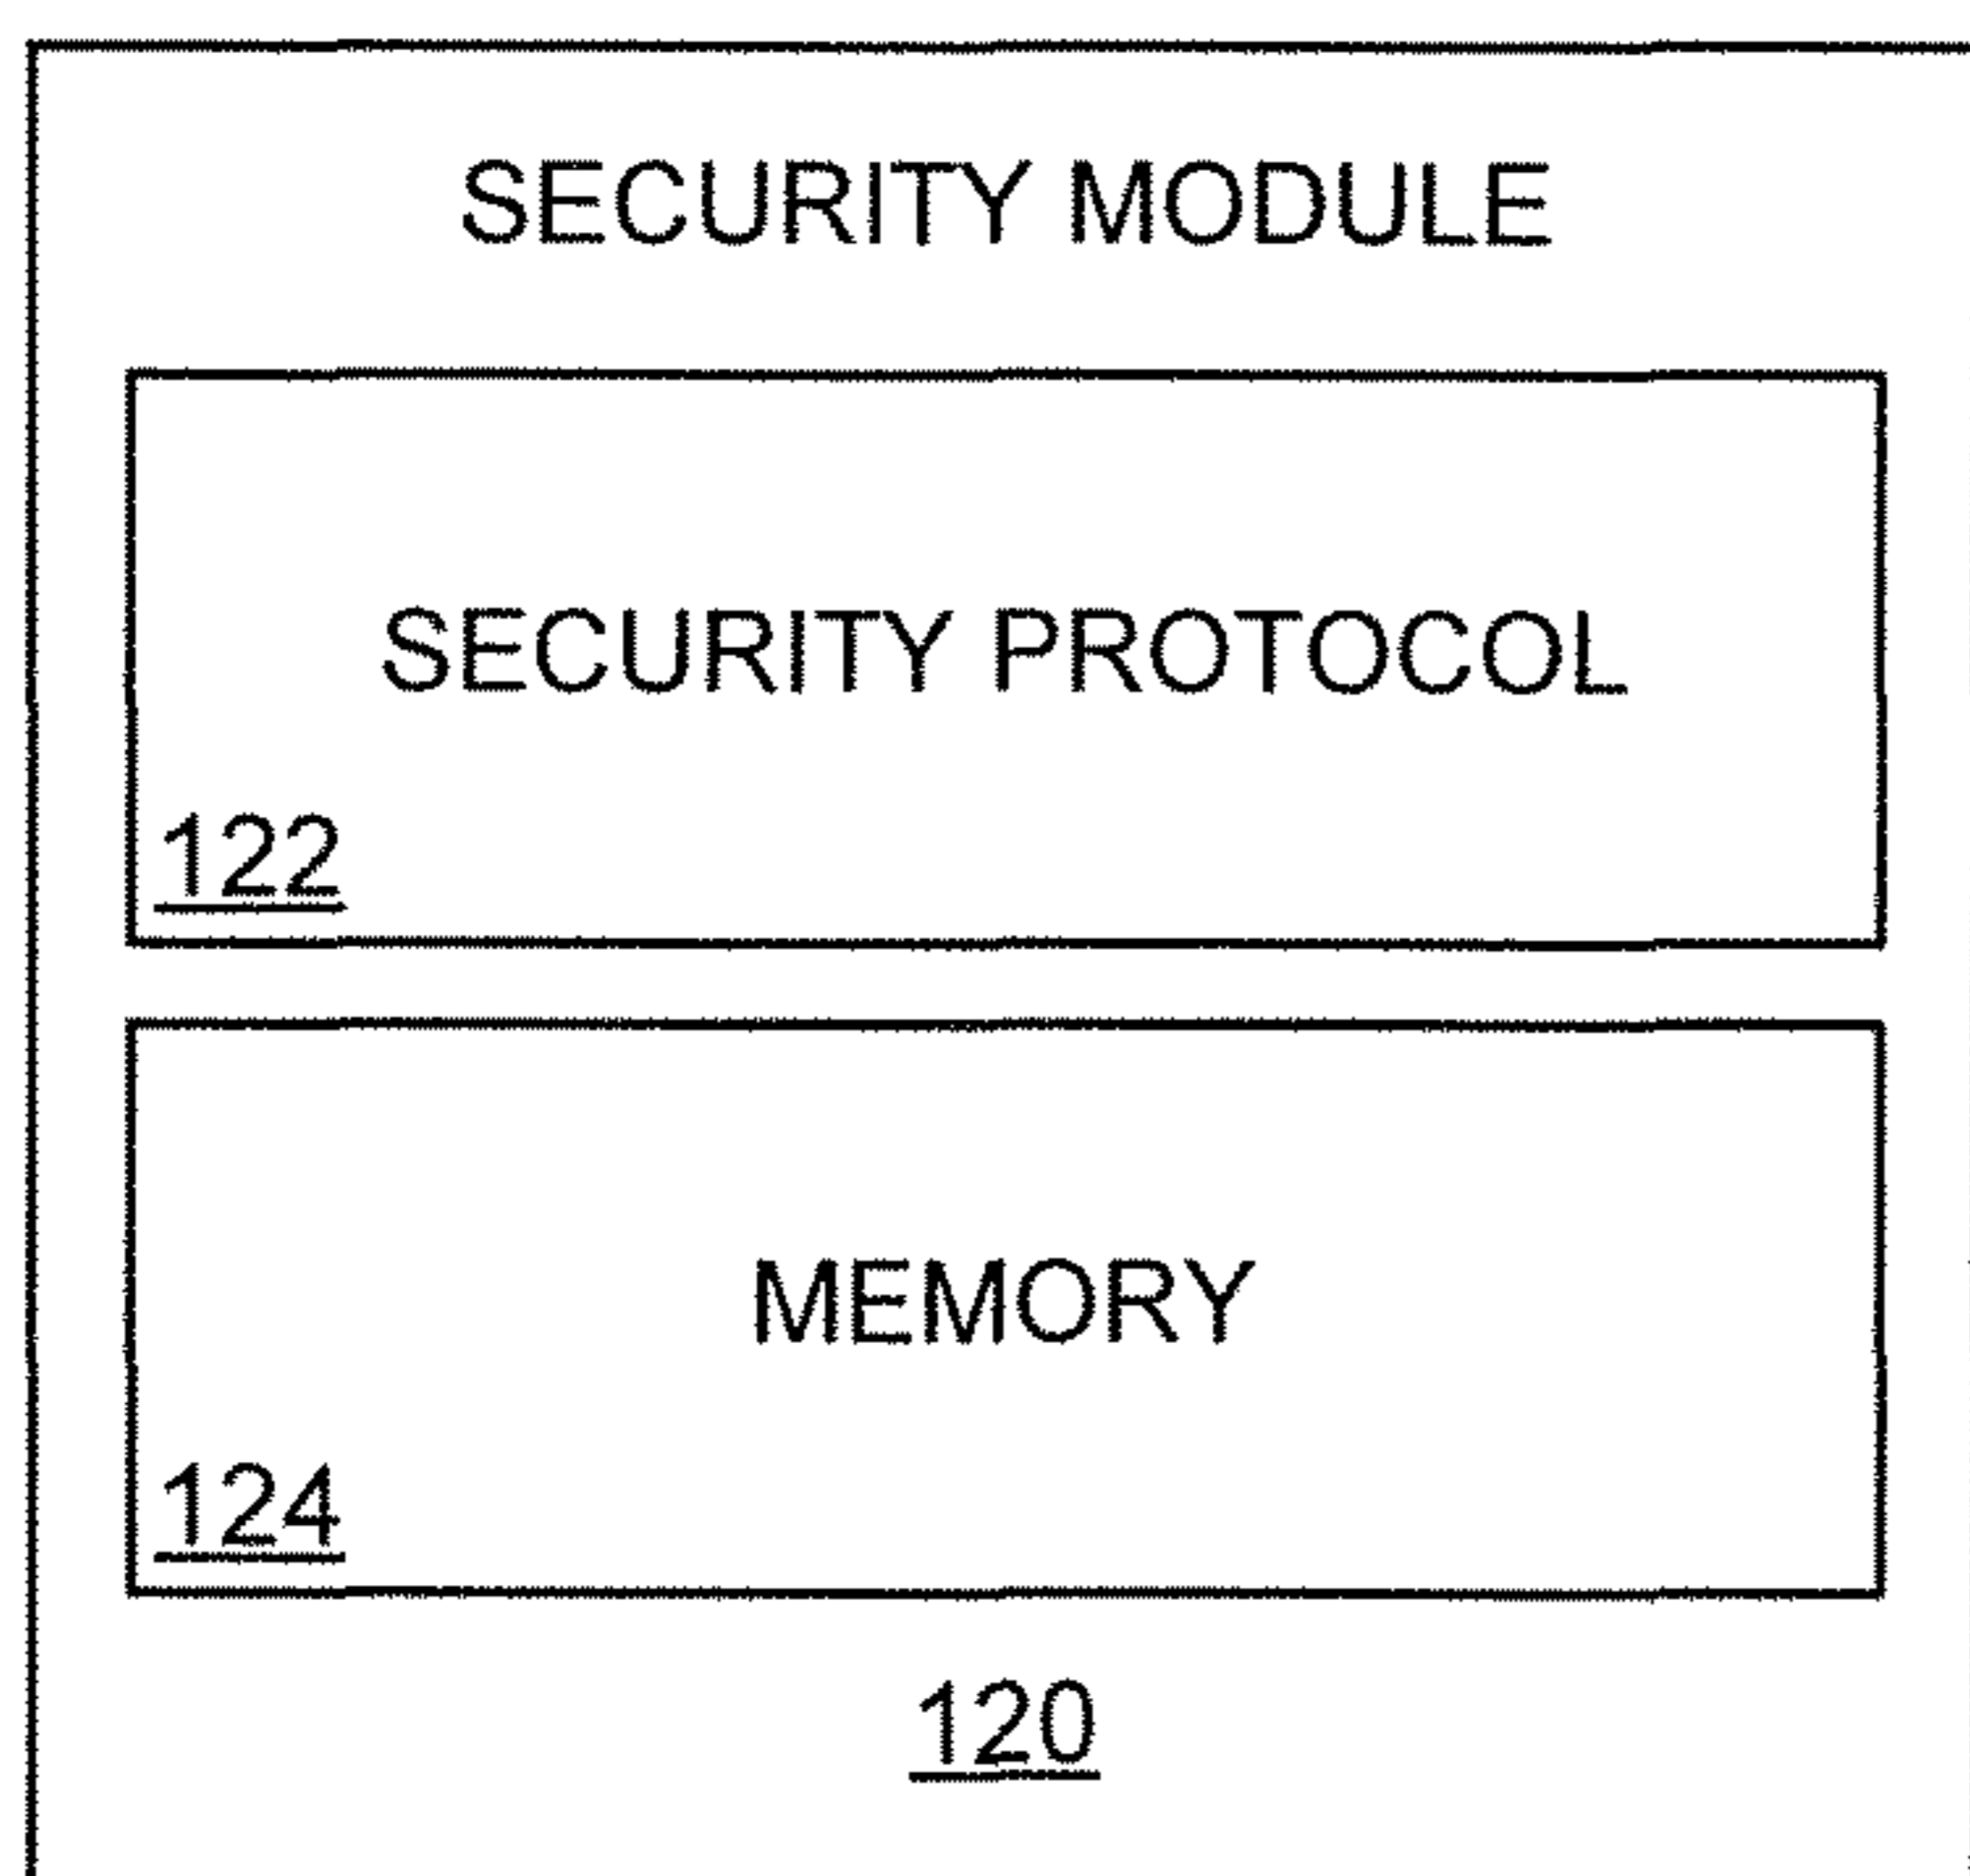 SECURITY MODULE
SECURITY PROTOCOL
122
MEMORY
124
120